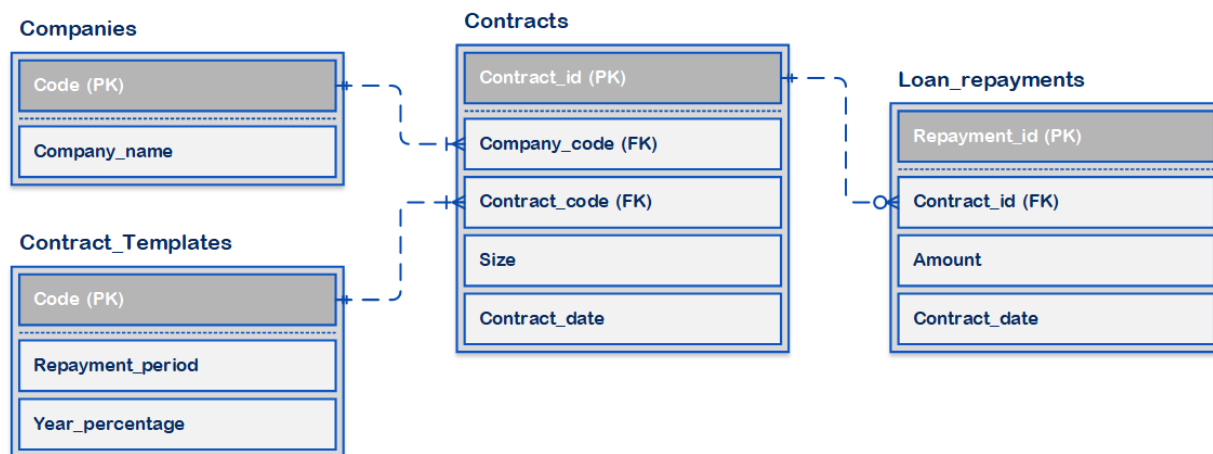 Companies
Code (PK)
Company_name
Contract_Templates
Code (PK)
Repayment_period
Year_percentage
Contracts
Contract_id (PK)
Company_code (FK)
Contract_code (FK)
Size
Contract_date
Loan_repayments
Repayment_id (PK)
Contract_id (FK)
Amount
Contract_date